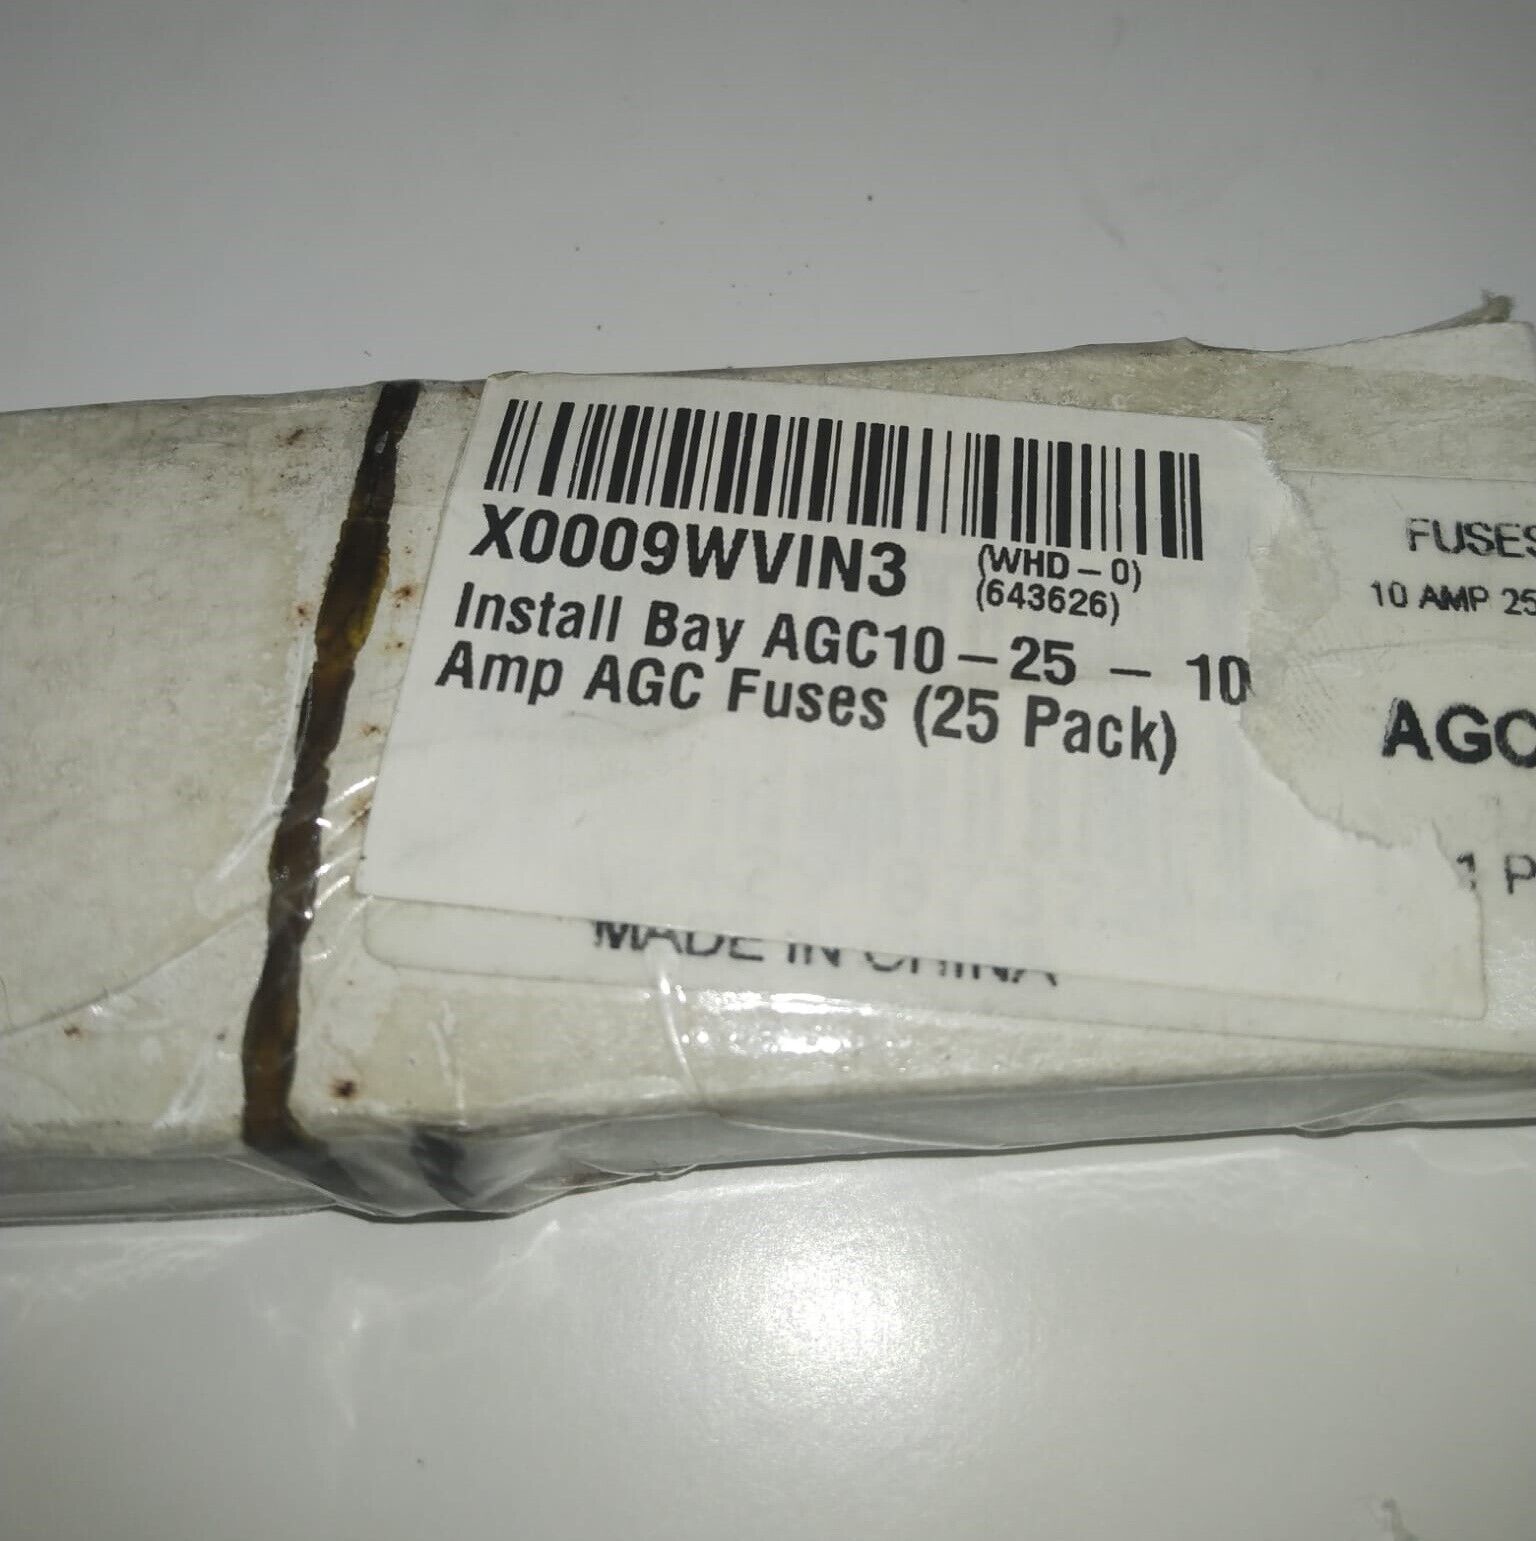 X0009WVIN3 (WHD-0)
(643626)
Install Bay AGC10-25 - 10
Amp AGC Fuses (25 Pack)
MADE IN CHINA
FUSES
10 AMP 25
AGC
1 P